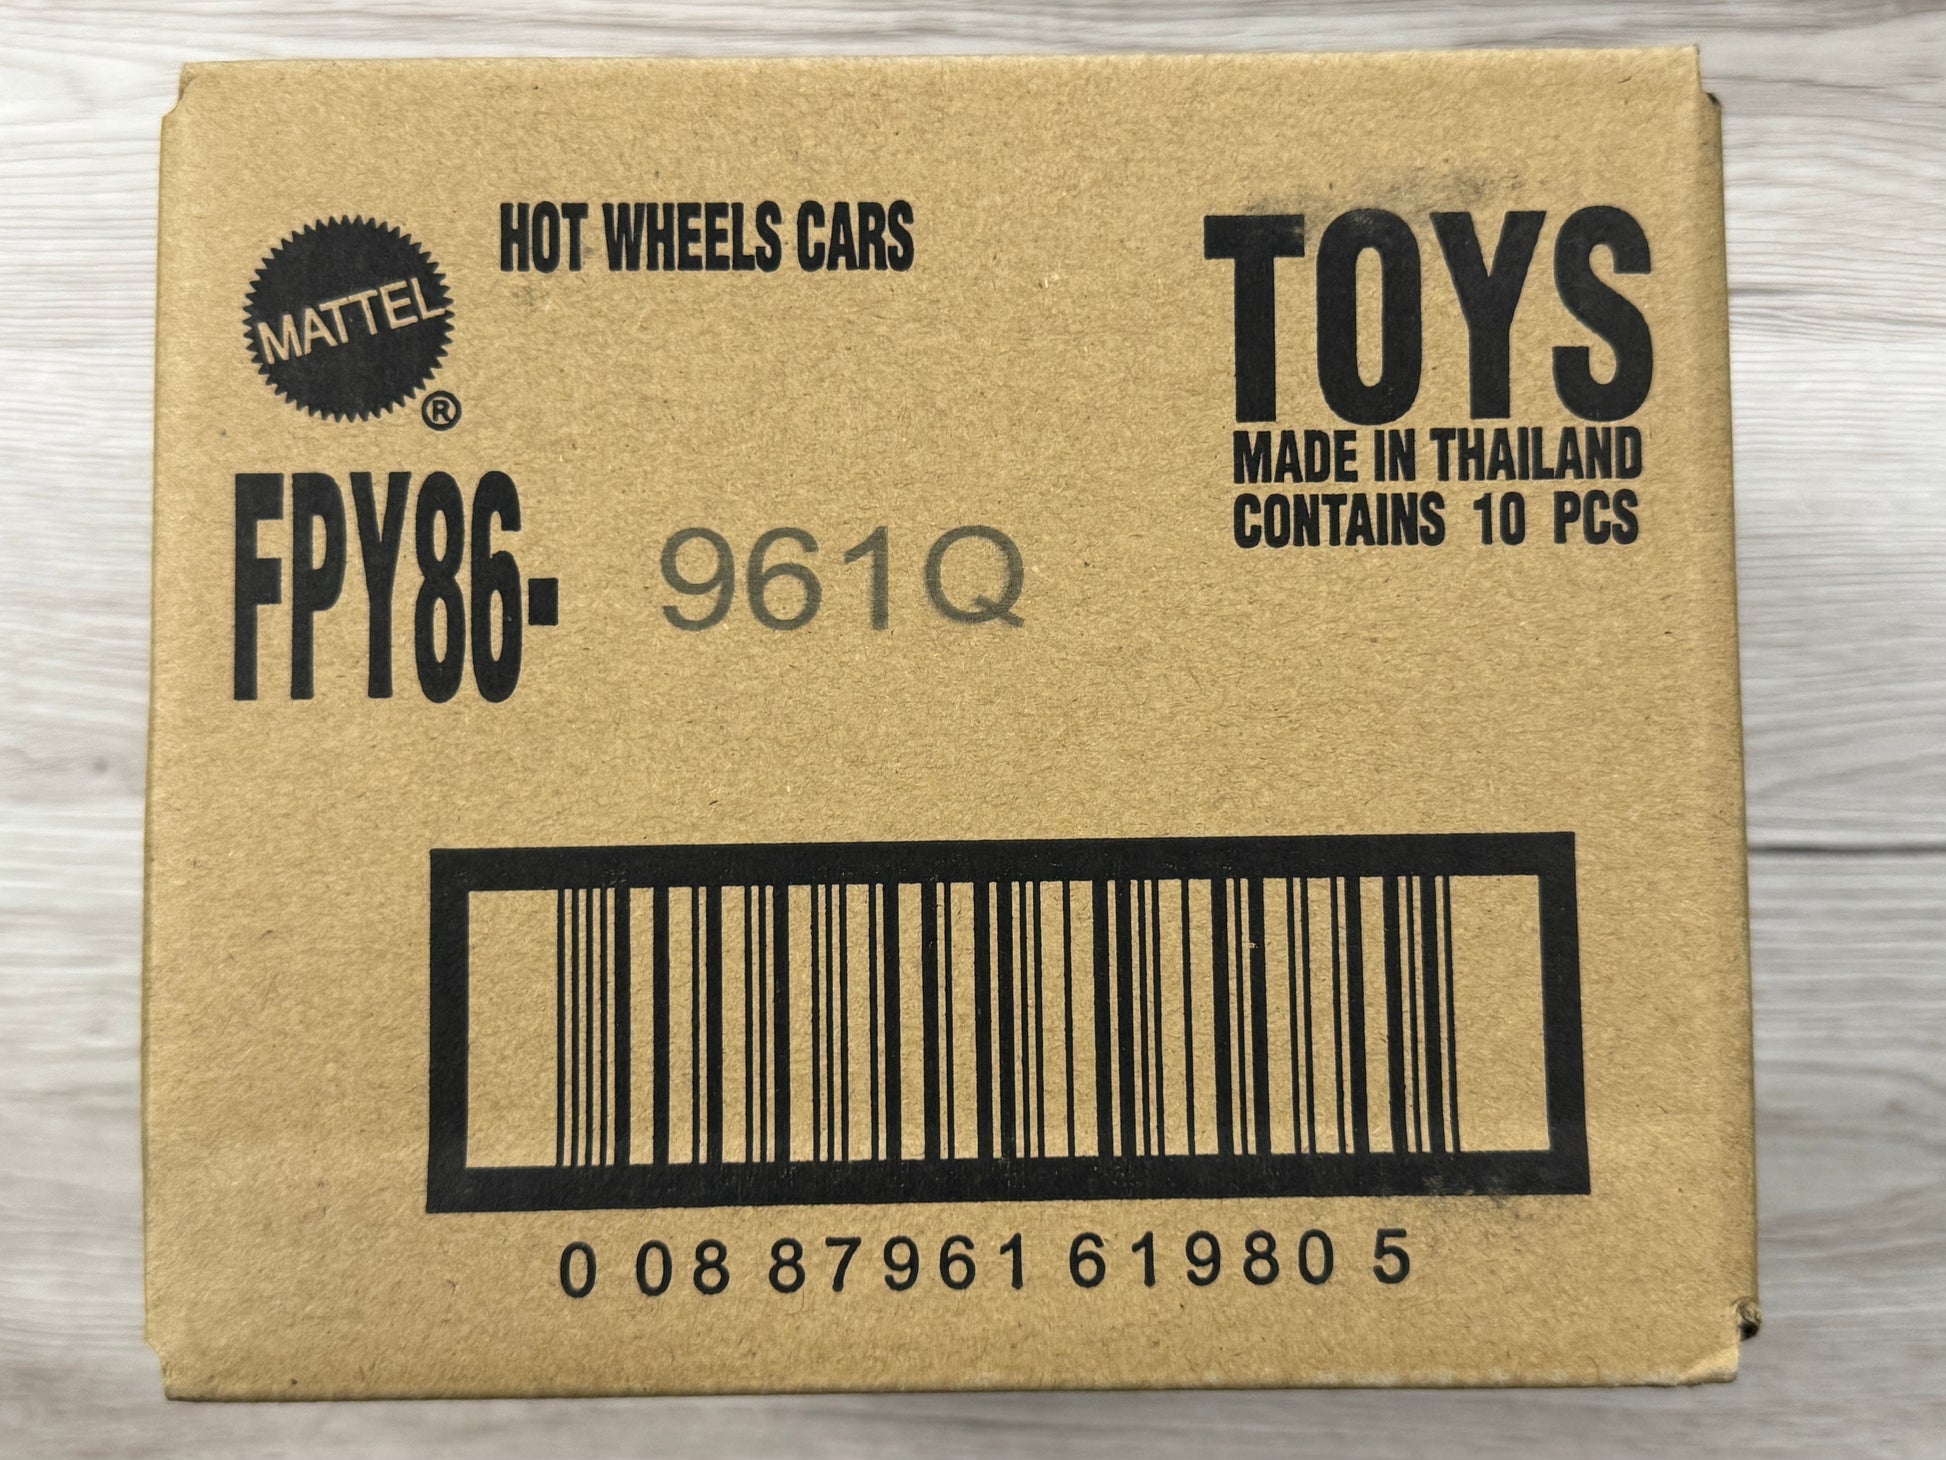 HOT WHEELS CARS
MATTEL
®
TOYS
MADE IN THAILAND
CONTAINS 10 PCS
FPY86- 961Q
0 08 87961 61980 5